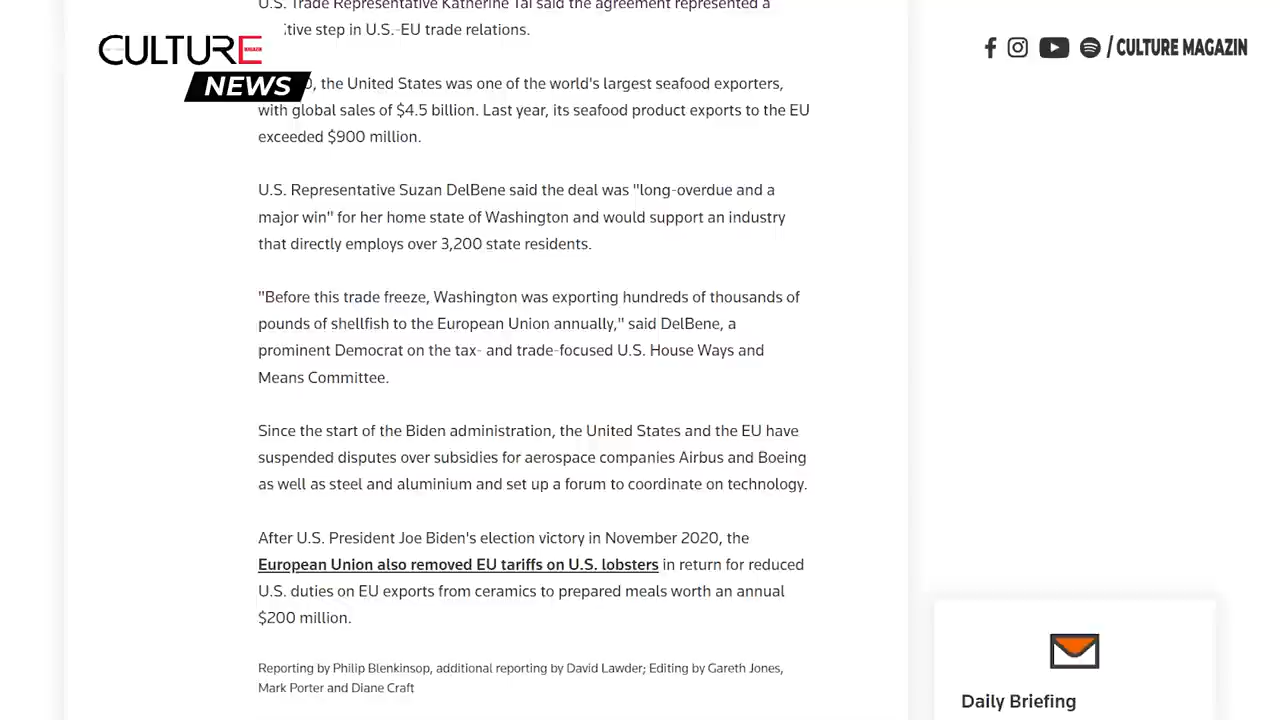 U.S. Trade Representative Katherine Tai said the agreement represented a
tive step in U.S.-EU trade relations.
CULTURE
NEWS
/ CULTURE MAGAZIN
0, the United States was one of the world's largest seafood exporters,
with global sales of $4.5 billion. Last year, its seafood product exports to the EU
exceeded $900 million.
U.S. Representative Suzan DelBene said the deal was "long-overdue and a
major win" for her home state of Washington and would support an industry
that directly employs over 3,200 state residents.
"Before this trade freeze, Washington was exporting hundreds of thousands of
pounds of shellfish to the European Union annually," said DelBene, a
prominent Democrat on the tax- and trade-focused U.S. House Ways and
Means Committee.
Since the start of the Biden administration, the United States and the EU have
suspended disputes over subsidies for aerospace companies Airbus and Boeing
as well as steel and aluminium and set up a forum to coordinate on technology.
After U.S. President Joe Biden's election victory in November 2020, the
European Union also removed EU tariffs on U.S. lobsters in return for reduced
U.S. duties on EU exports from ceramics to prepared meals worth an annual
$200 million.
Reporting by Philip Blenkinsop, additional reporting by David Lawder; Editing by Gareth Jones,
Mark Porter and Diane Craft
Daily Briefing